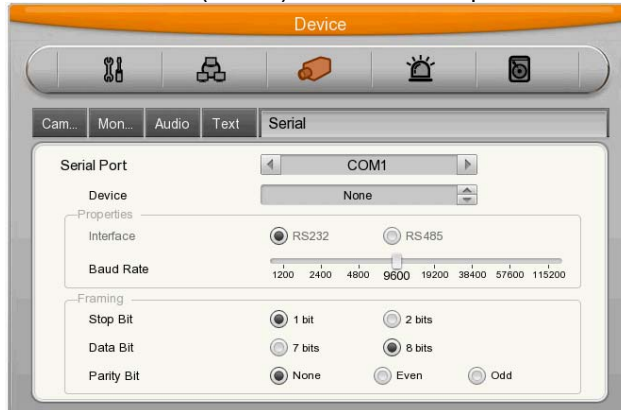 Device
Cam... Mon... Audio Text Serial
Serial Port COM1
Device None
Properties
Interface RS232 RS485
Baud Rate 1200 2400 4800 9600 19200 38400 57600 115200
Framing
Stop Bit 1 bit 2 bits
Data Bit 7 bits 8 bits
Parity Bit None Even Odd